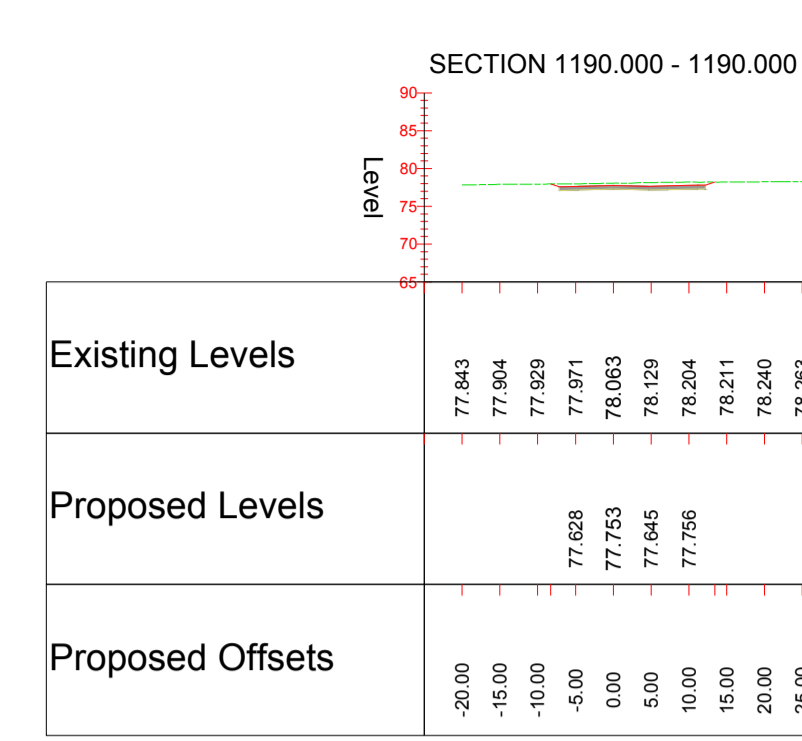 SECTION 1190.000 - 1190.000
90
85
80
75
70
65
Level
Existing Levels
77.843 77.904 77.929 77.971 78.063 78.129 78.204 78.211 78.240
Proposed Levels
77.628 77.753 77.645 77.756
Proposed Offsets
-20.00 -15.00 -10.00 -5.00 0.00 5.00 10.00 15.00 20.00